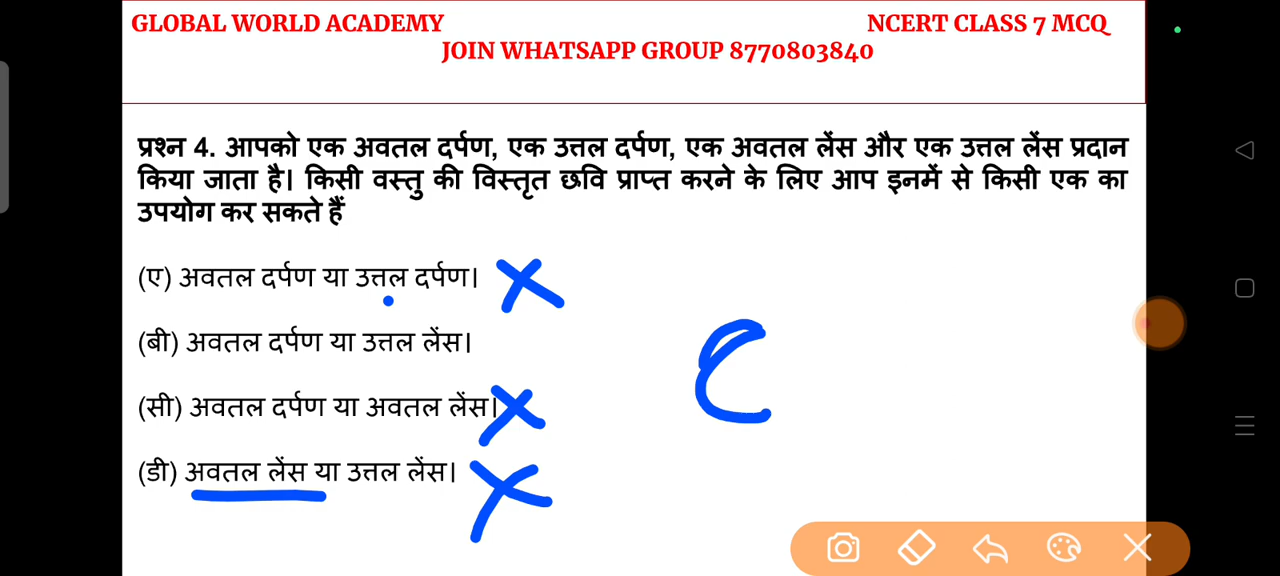 GLOBAL WORLD ACADEMY NCERT CLASS 7 MCQ
JOIN WHATSAPP GROUP 8770803840
प्रश्न 4. आपको एक अवतल दर्पण, एक उत्तल दर्पण, एक अवतल लेंस और एक उत्तल लेंस प्रदान
किया जाता है। किसी वस्तु की विस्तृत छवि प्राप्त करने के लिए आप इनमें से किसी एक का
उपयोग कर सकते हैं
(ए) अवतल दर्पण या उत्तल दर्पण।
(बी) अवतल दर्पण या उत्तल लेंस।
(सी) अवतल दर्पण या अवतल लेंस।
(डी) अवतल लेंस या उत्तल लेंस।